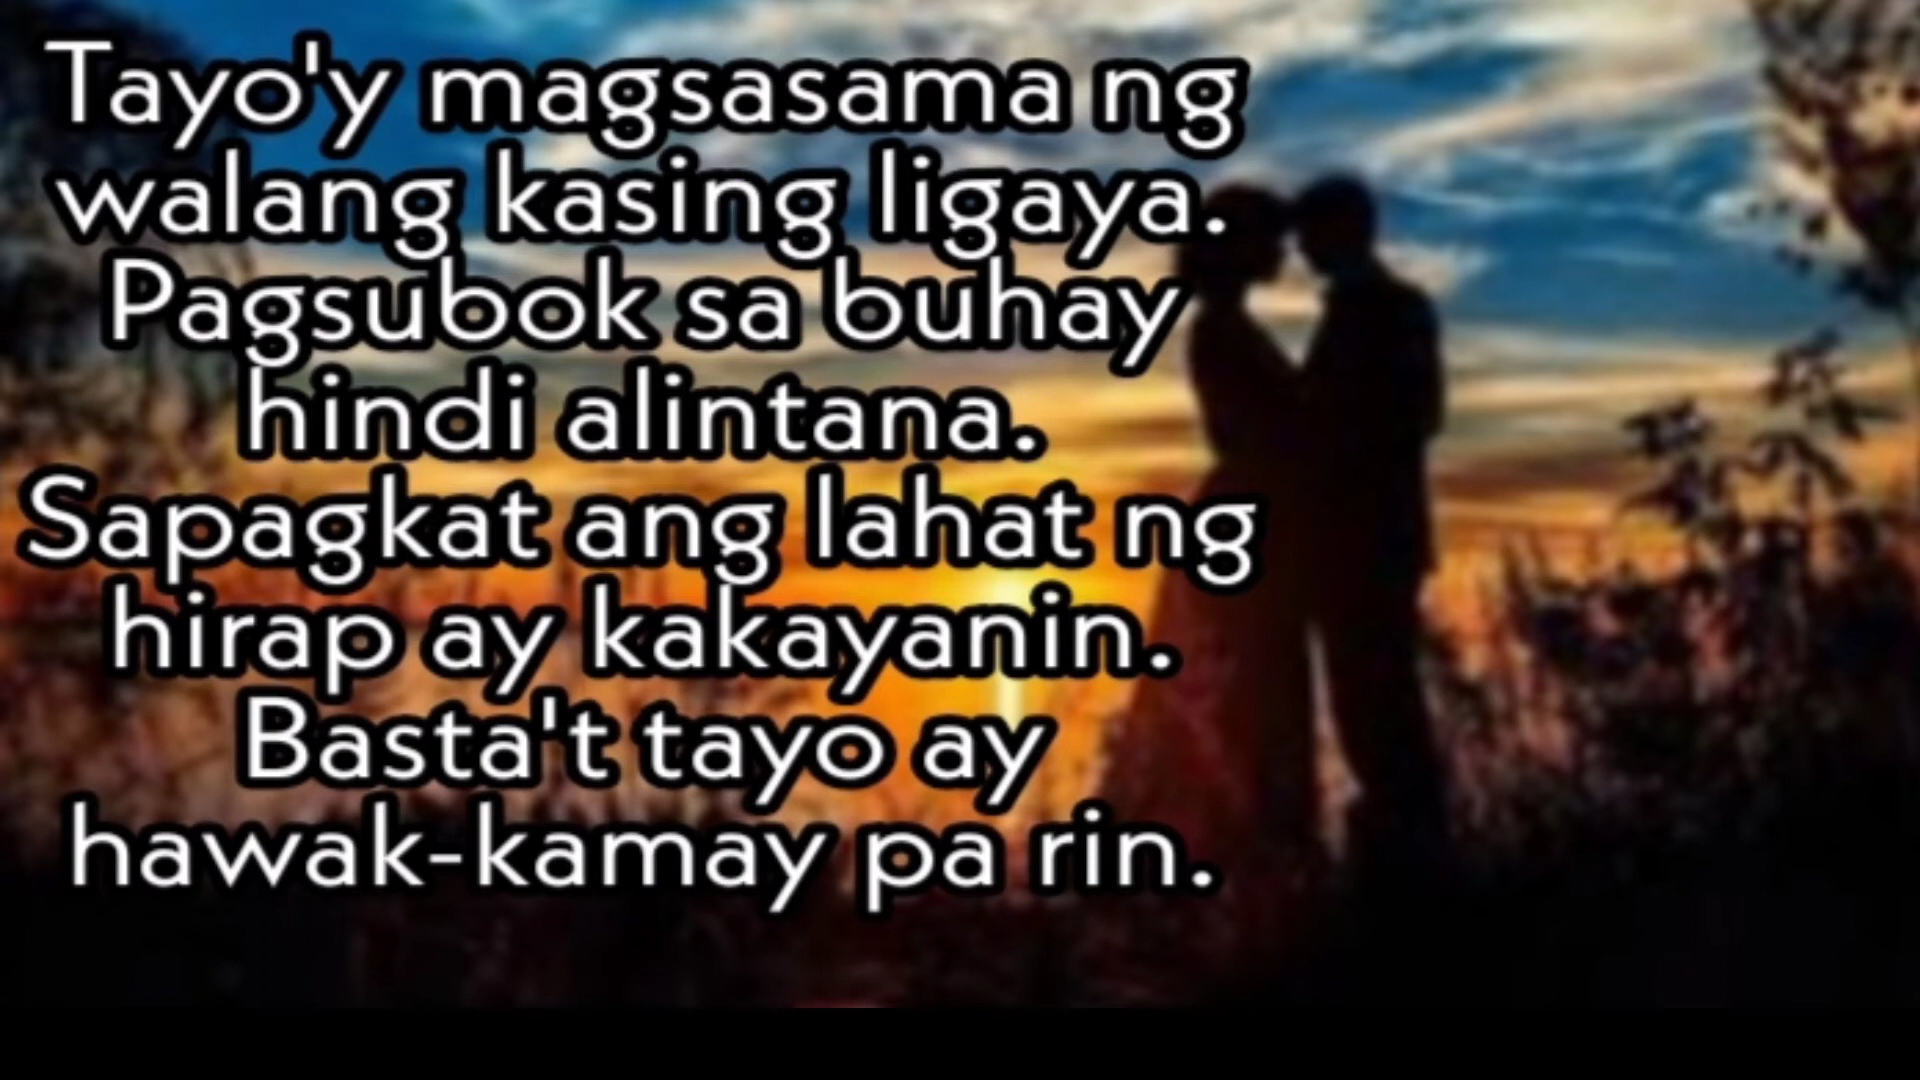 Tayo'y magsasama ng
walang kasing ligaya.
Pagsubok sa buhay
hindi alintana.
Sapagkat ang lahat ng
hirap ay kakayanin.
Basta't tayo ay
hawak-kamay pa rin.